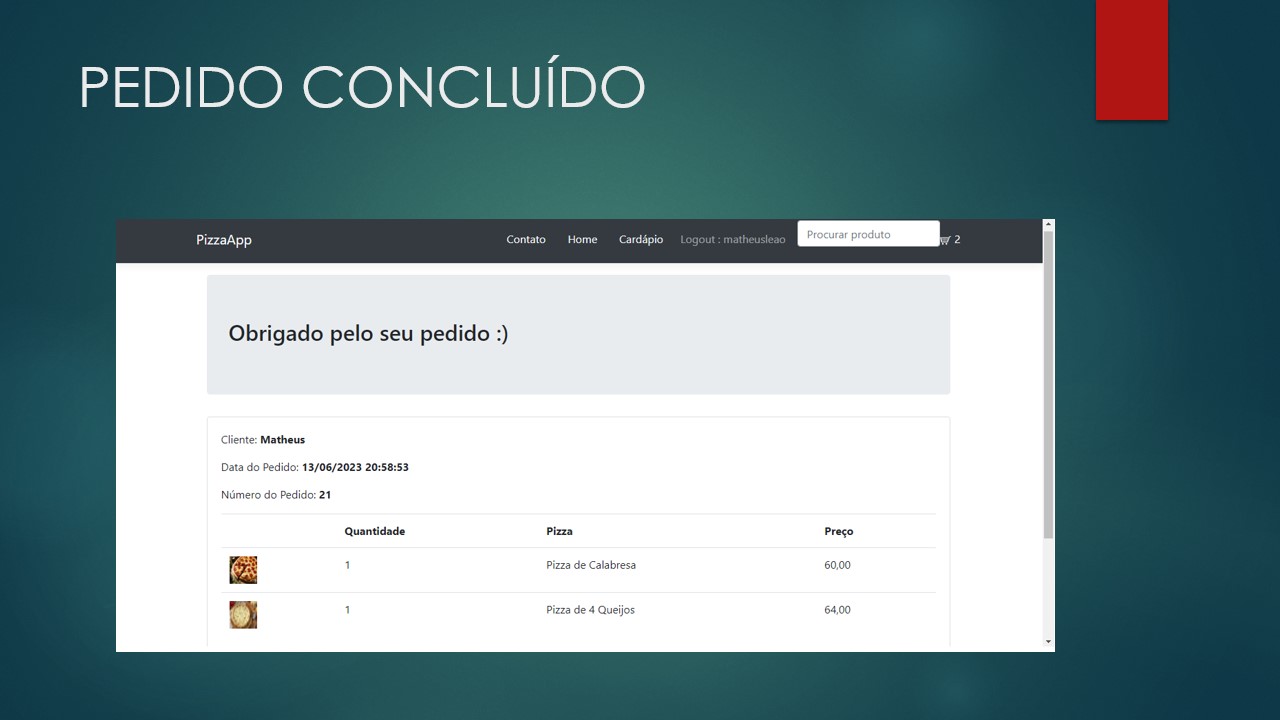 PEDIDO CONCLUÍDO
PizzaApp Contato Home Cardápio Logout : matheusleao Procurar produto 2
Obrigado pelo seu pedido :)
Cliente: Matheus
Data do Pedido: 13/06/2023 20:58:53
Número do Pedido: 21
Quantidade Pizza Preço
1 Pizza de Calabresa 60,00
1 Pizza de 4 Queijos 64,00